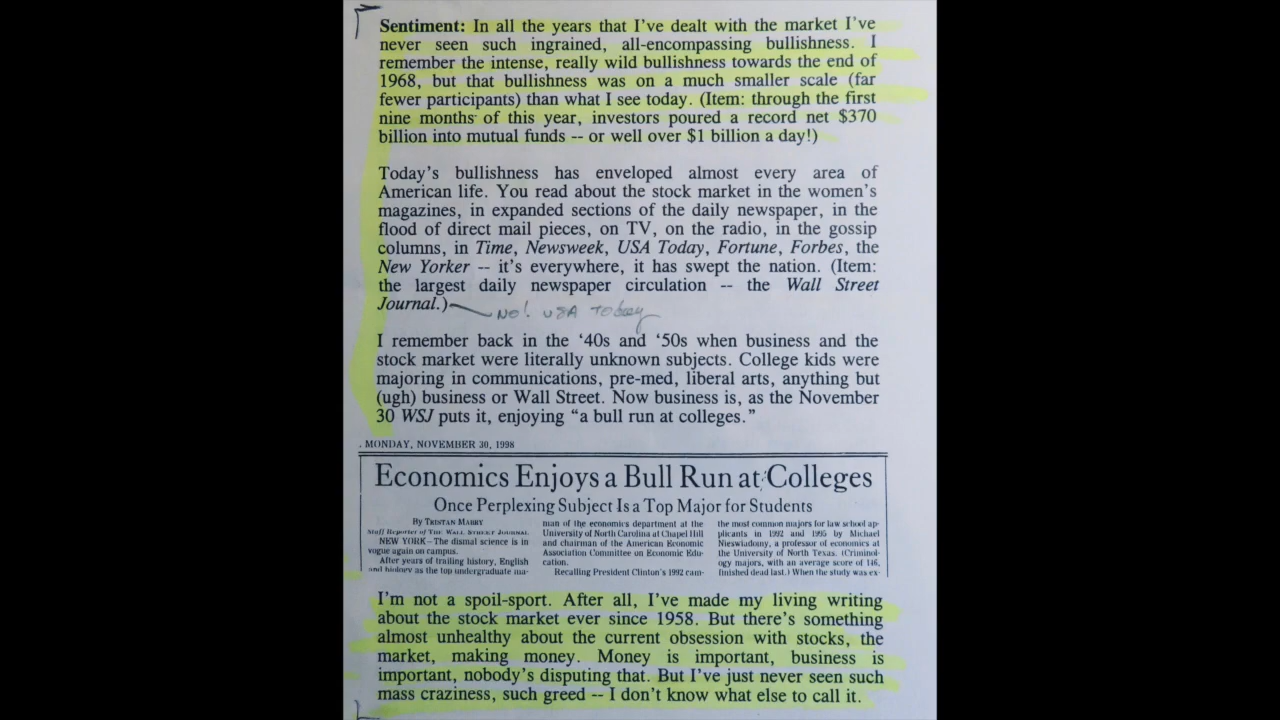 Sentiment: In all the years that I've dealt with the market I've
never seen such ingrained, all-encompassing bullishness. I
remember the intense, really wild bullishness towards the end of
1968, but that bullishness was on a much smaller scale (far
fewer participants) than what I see today. (Item: through the first
nine months of this year, investors poured a record net $370
billion into mutual funds -- or well over $1 billion a day!)
Today's bullishness has enveloped almost every area of
American life. You read about the stock market in the women's
magazines, in expanded sections of the daily newspaper, in the
flood of direct mail pieces, on TV, on the radio, in the gossip
columns, in Time, Newsweek, USA Today, Fortune, Forbes, the
New Yorker -- it's everywhere, it has swept the nation. (Item:
the largest daily newspaper circulation -- the Wall Street
Journal.)
No! USA Today
I remember back in the '40s and '50s when business and the
stock market were literally unknown subjects. College kids were
majoring in communications, pre-med, liberal arts, anything but
(ugh) business or Wall Street. Now business is, as the November
30 WSJ puts it, enjoying "a bull run at colleges."
MONDAY, NOVEMBER 30, 1998
Economics Enjoys a Bull Run at Colleges
Once Perplexing Subject Is a Top Major for Students
By TRISTAN MABRY
Staff Reporter of THE WALL STREET JOURNAL
NEW YORK—The dismal science is in
vogue again on campus.
After years of trailing history, English
and biology as the top undergraduate ma-
man of the economics department at the
University of North Carolina at Chapel Hill
and chairman of the American Economic
Association Committee on Economic Edu-
cation.
Recalling President Clinton's 1992 cam-
the most common majors for law school ap-
plicants in 1992 and 1995 by Michael
Nieswiadomy, a professor of economics at
the University of North Texas. (Criminol-
ogy majors, with an average score of 146,
finished dead last.) When the study was ex-
I'm not a spoil-sport. After all, I've made my living writing
about the stock market ever since 1958. But there's something
almost unhealthy about the current obsession with stocks, the
market, making money. Money is important, business is
important, nobody's disputing that. But I've just never seen such
mass craziness, such greed -- I don't know what else to call it.